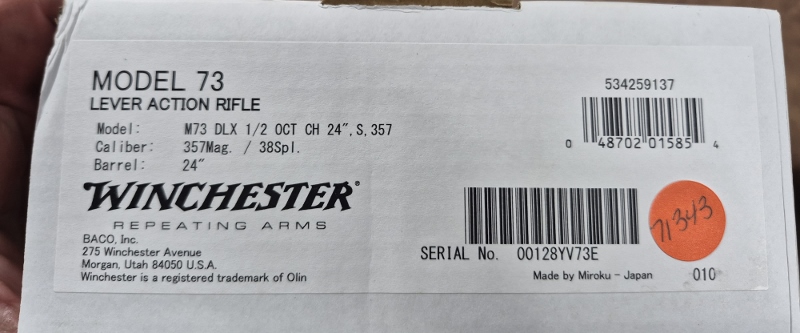 MODEL 73
LEVER ACTION RIFLE
Model: M73 DLX 1/2 OCT CH 24",S,357
Caliber: 357Mag. / 38Spl.
Barrel: 24"
WINCHESTER®
REPEATING ARMS
BACO, Inc.
275 Winchester Avenue
Morgan, Utah 84050 U.S.A.
Winchester is a registered trademark of Olin
534259137
0 48702 01585 4
71343
SERIAL No. 00128YV73E
Made by Miroku - Japan 010